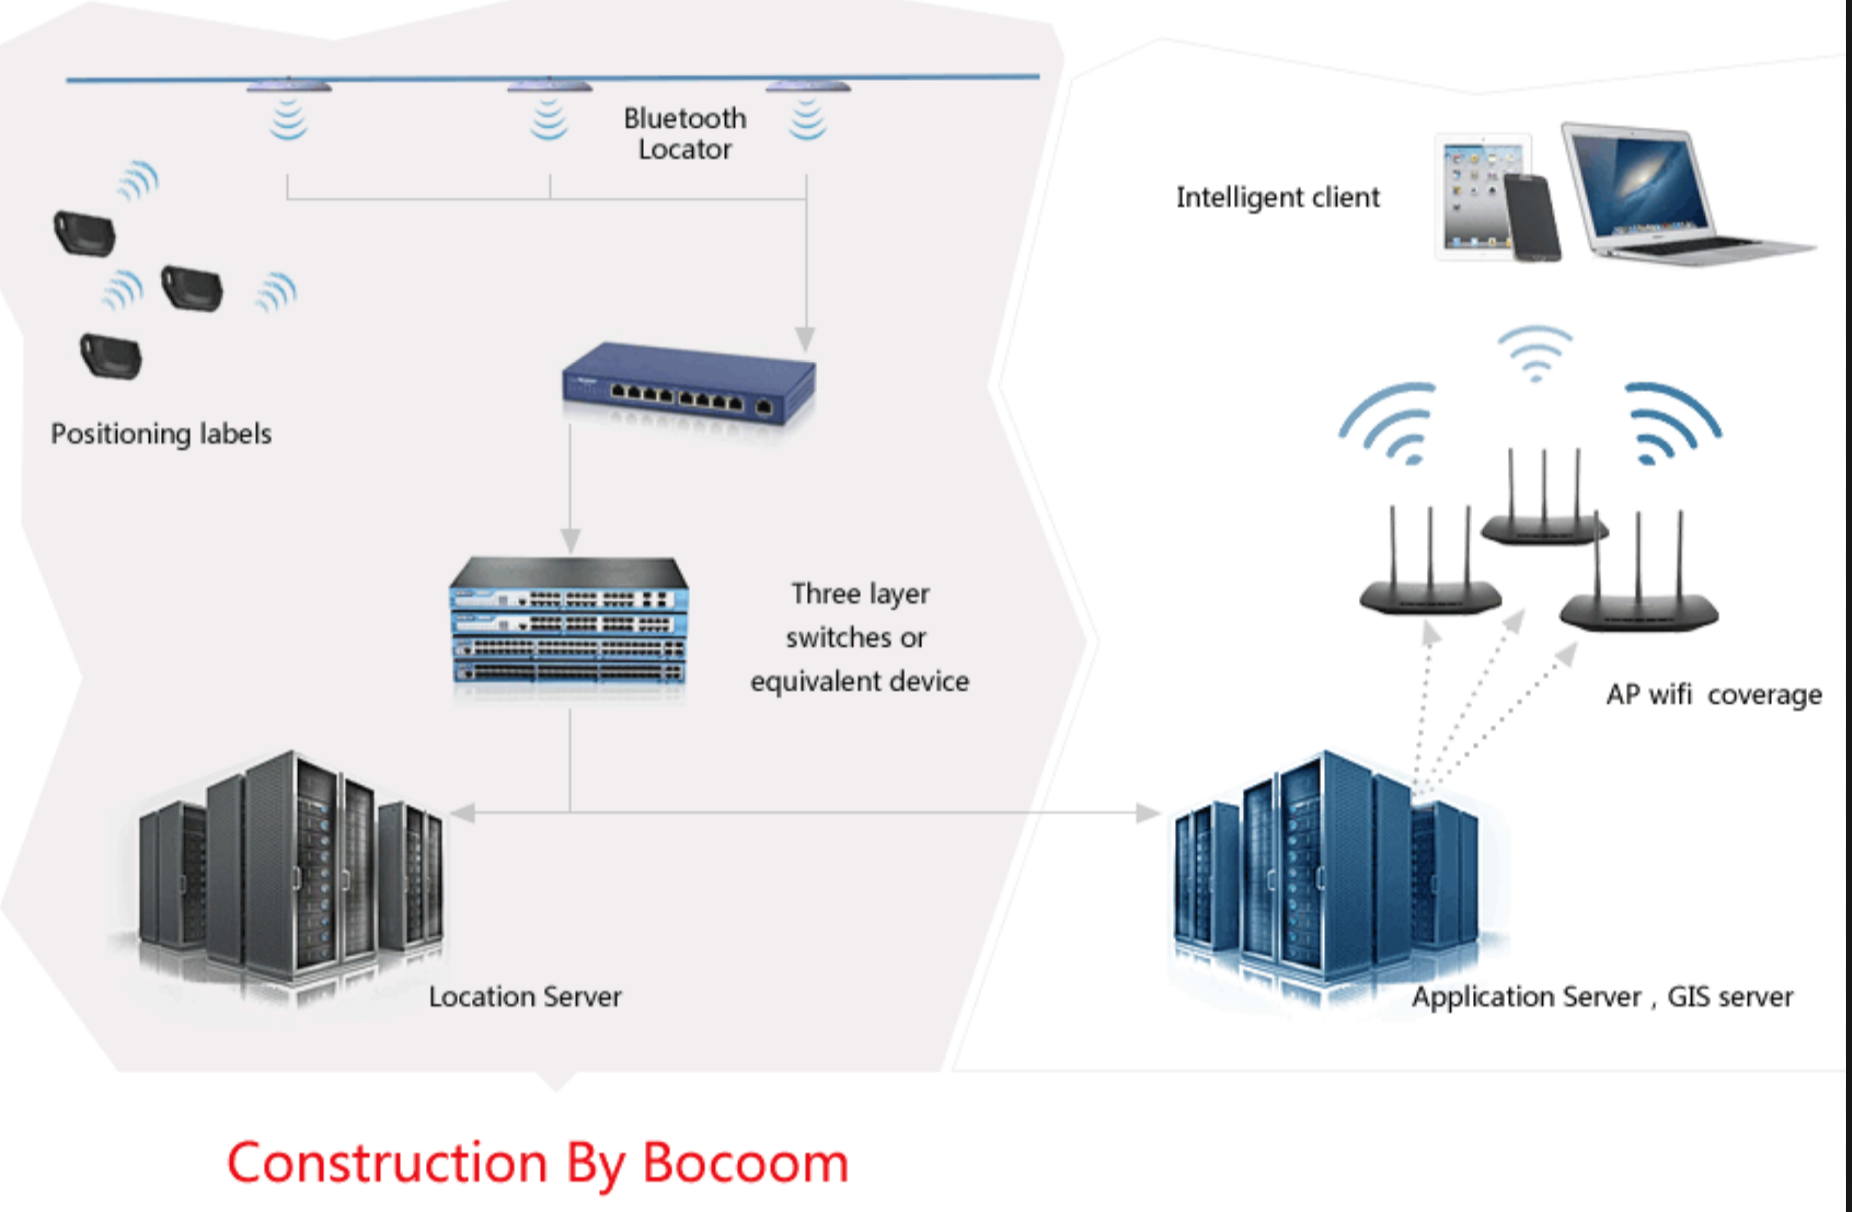 Bluetooth
Locator
Intelligent client
Positioning labels
Three layer
switches or
equivalent device
AP wifi  coverage
Location Server
Application Server , GIS server
Construction By Bocoom